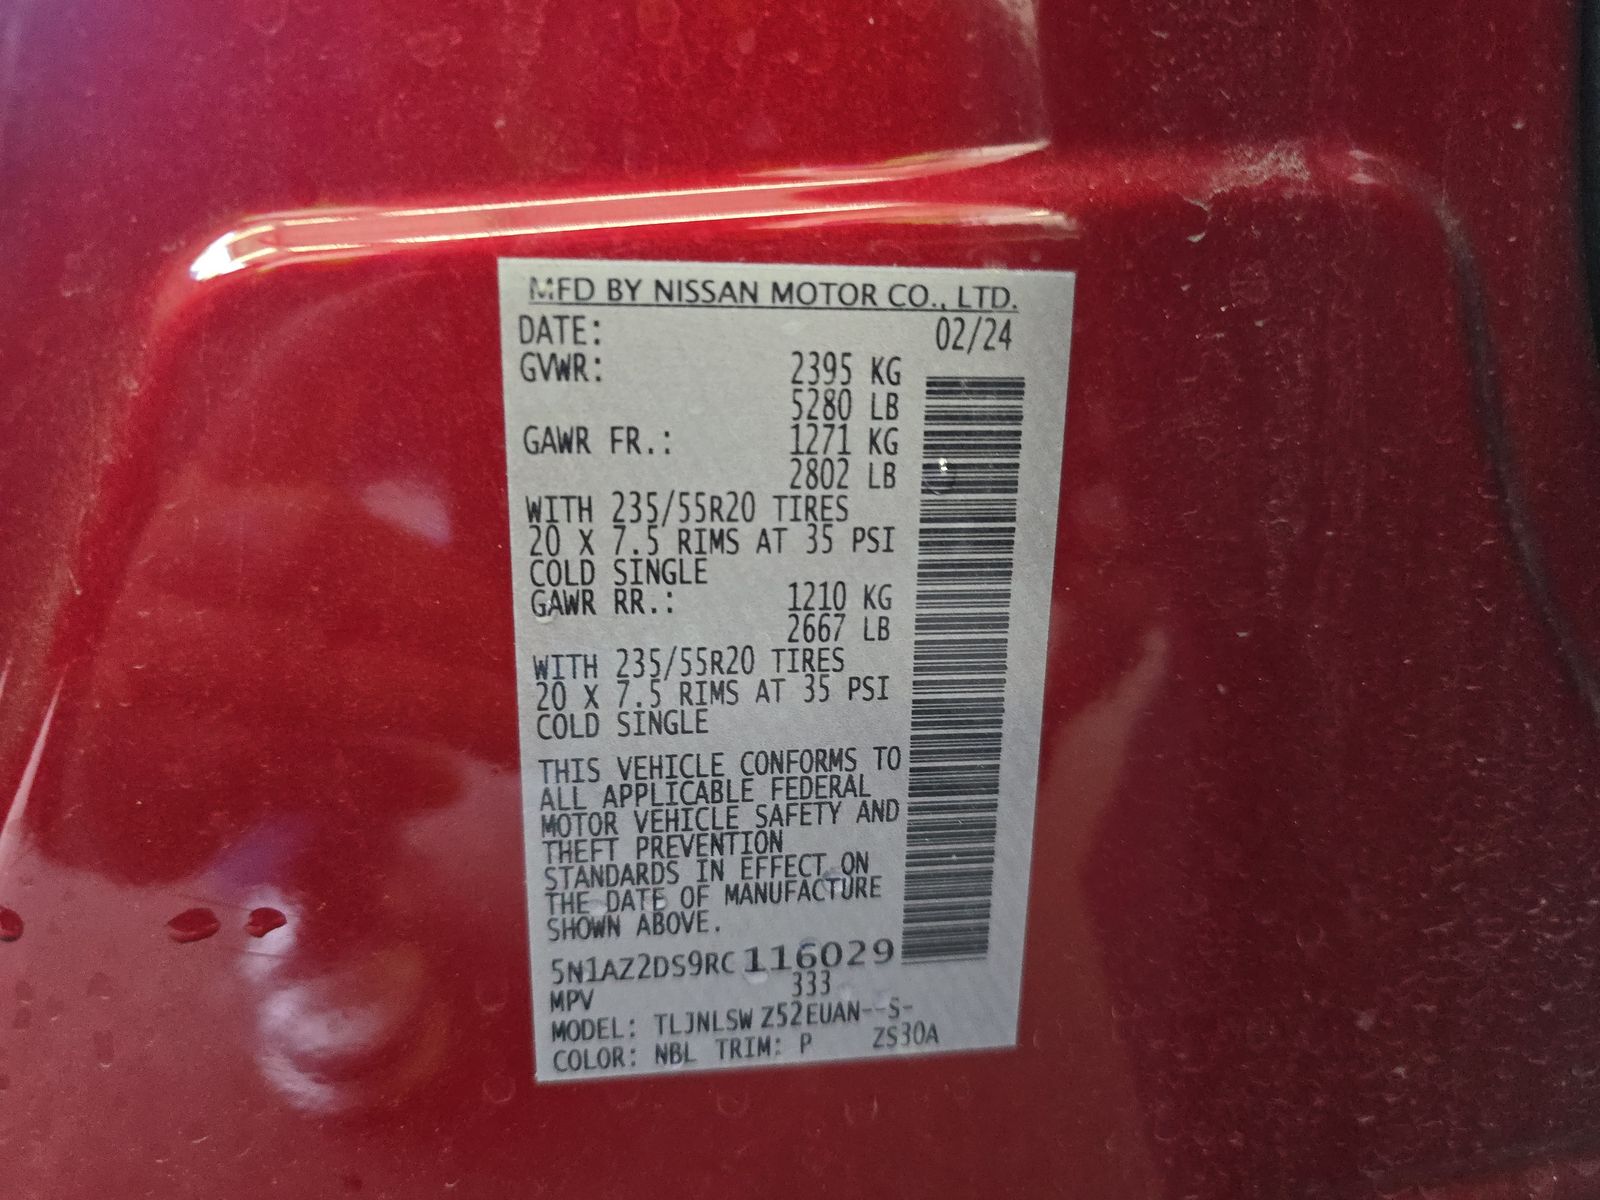 MFD BY NISSAN MOTOR CO., LTD.
DATE: 02/24
GVWR: 2395 KG
5280 LB
GAWR FR.: 1271 KG
2802 LB
WITH 235/55R20 TIRES
20 X 7.5 RIMS AT 35 PSI
COLD SINGLE
GAWR RR.: 1210 KG
2667 LB
WITH 235/55R20 TIRES
20 X 7.5 RIMS AT 35 PSI
COLD SINGLE
THIS VEHICLE CONFORMS TO
ALL APPLICABLE FEDERAL
MOTOR VEHICLE SAFETY AND
THEFT PREVENTION
STANDARDS IN EFFECT ON
THE DATE OF MANUFACTURE
SHOWN ABOVE.
5N1AZ2DS9RC116029
MPV 333
MODEL: TLJNLSW Z52EUAN--S-
COLOR: NBL TRIM: P ZS30A